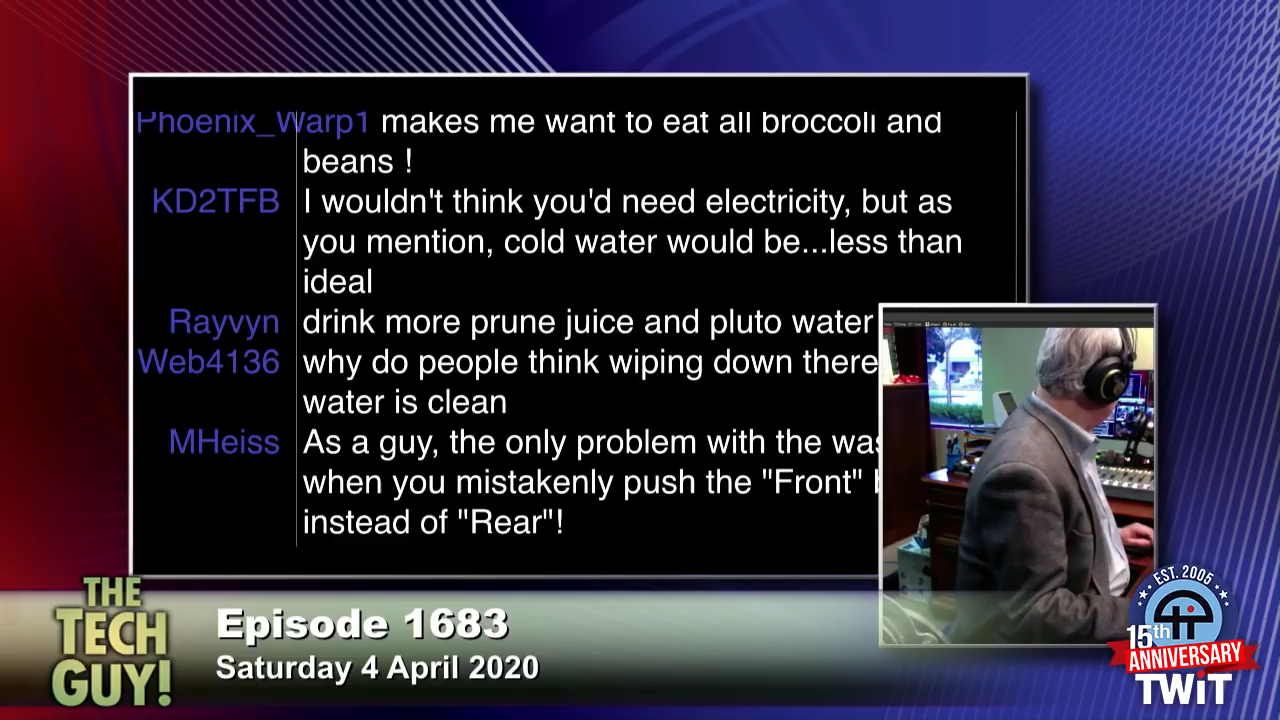 Phoenix_Warp1 makes me want to eat all broccoli and
beans !
KD2TFB I wouldn't think you'd need electricity, but as
you mention, cold water would be...less than
ideal
Rayvyn drink more prune juice and pluto water
Web4136 why do people think wiping down there
water is clean
MHeiss As a guy, the only problem with the
when you mistakenly push the "Front"
instead of "Rear"!
THE
TECH
GUY!
Episode 1683
Saturday 4 April 2020
EST. 2005
15th
ANNIVERSARY
TWiT